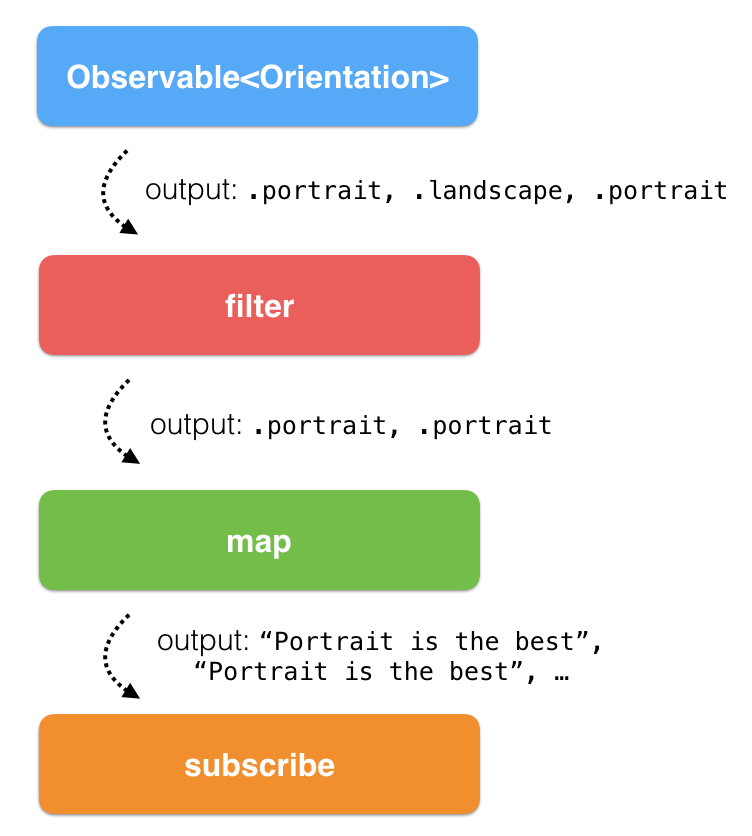 Observable<Orientation>
output: .portrait, .landscape, .portrait
filter
output: .portrait, .portrait
map
output: “Portrait is the best”,
“Portrait is the best”, …
subscribe